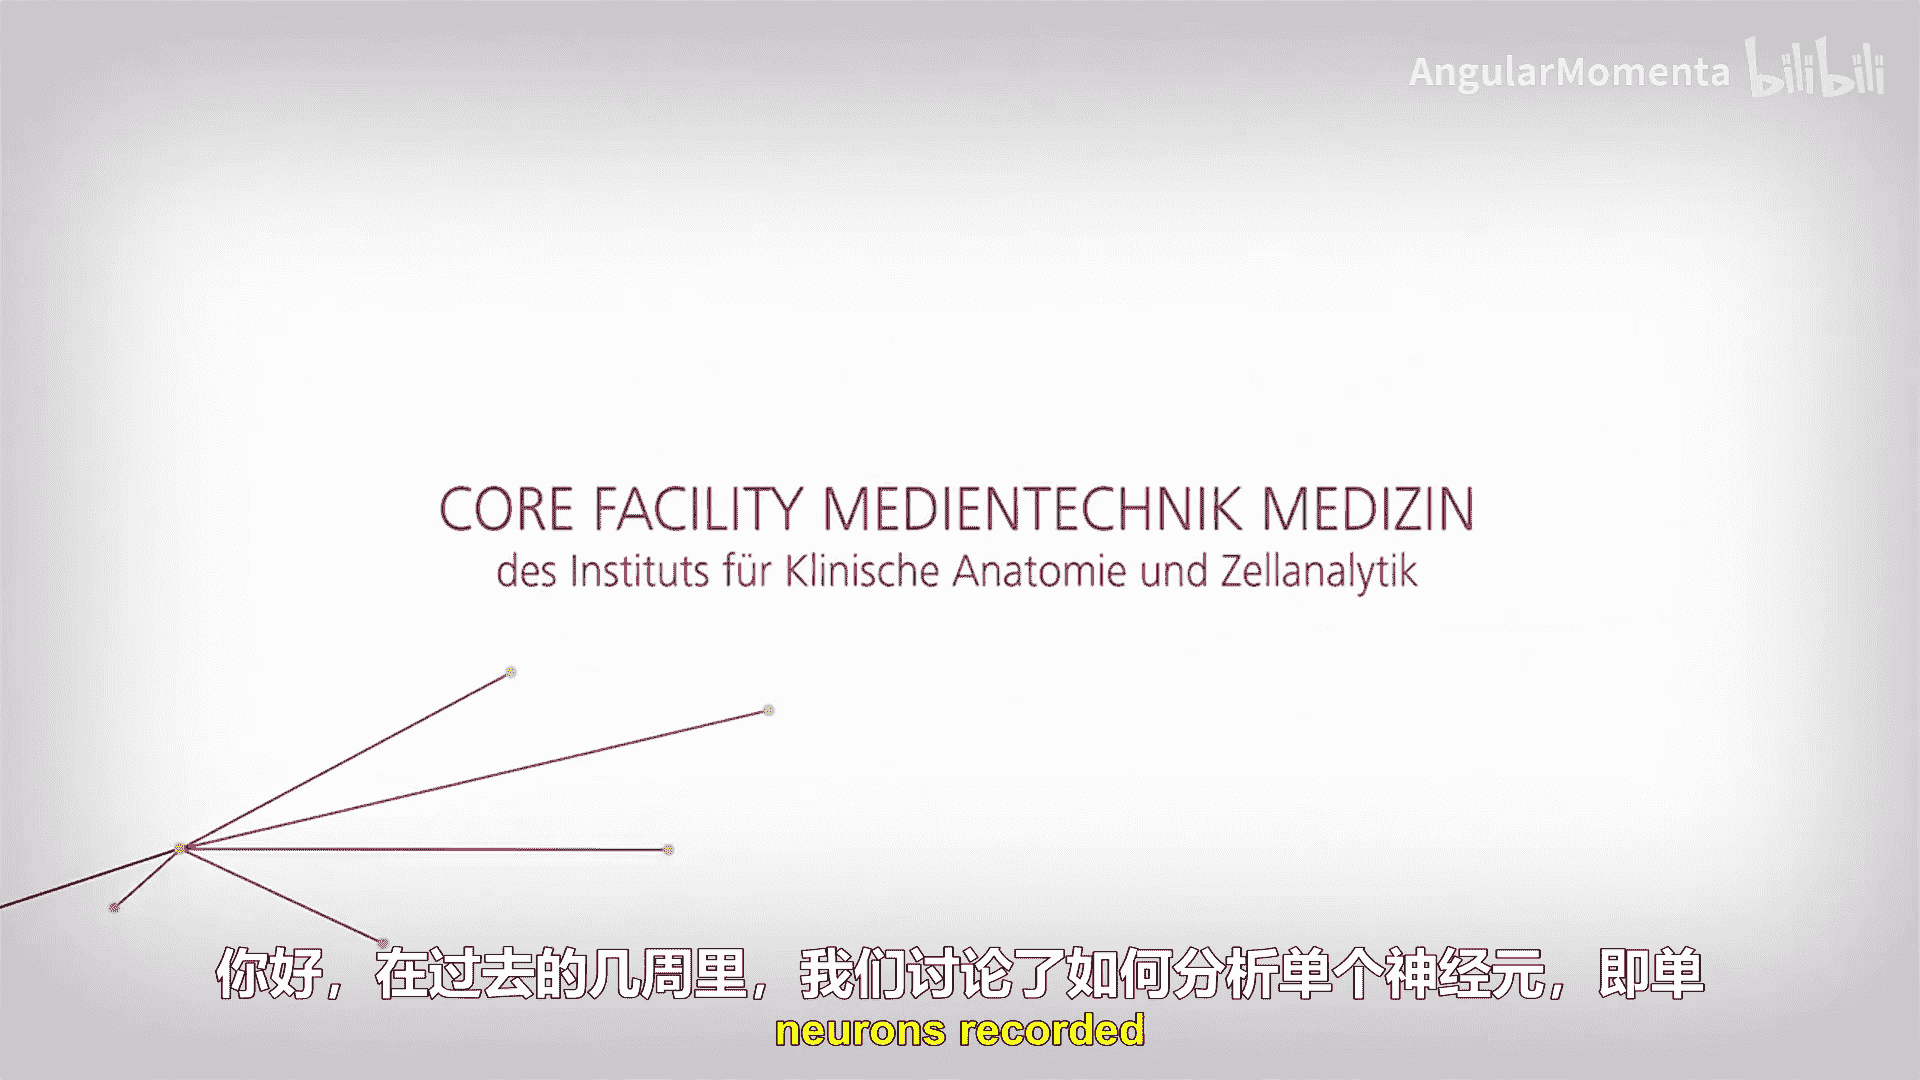 AngularMomenta bilibili
CORE FACILITY MEDIENTECHNIK MEDIZIN
des Instituts für Klinische Anatomie und Zellanalytik
你好，在过去的几周里，我们讨论了如何分析单个神经元，即单
neurons recorded